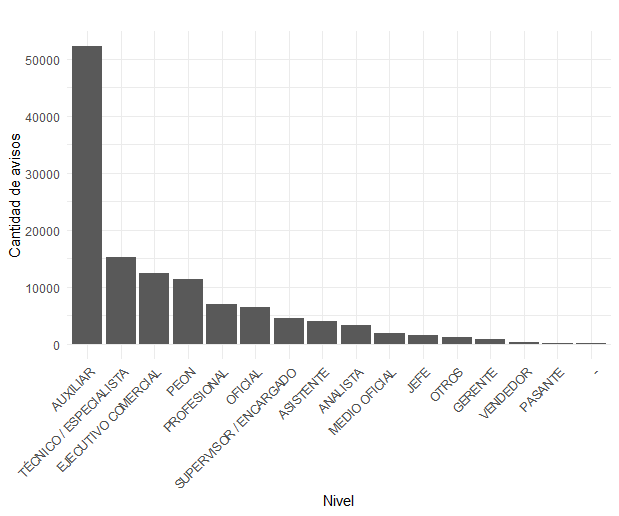 Cantidad de avisos
50000
40000
30000
20000
10000
0
AUXILIAR
TÉCNICO / ESPECIALISTA
EJECUTIVO COMERCIAL
PEON
PROFESIONAL
OFICIAL
SUPERVISOR / ENCARGADO
ASISTENTE
ANALISTA
MEDIO OFICIAL
JEFE
OTROS
GERENTE
VENDEDOR
PASANTE
-
Nivel